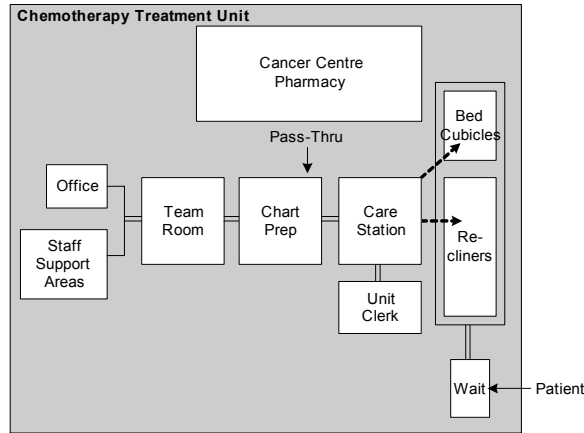 Chemotherapy Treatment Unit
Cancer Centre
Pharmacy
Bed
Cubicles
Pass-Thru
Office
Team
Room
Chart
Prep
Care
Station
Re-
cliners
Staff
Support
Areas
Unit
Clerk
Wait
Patient